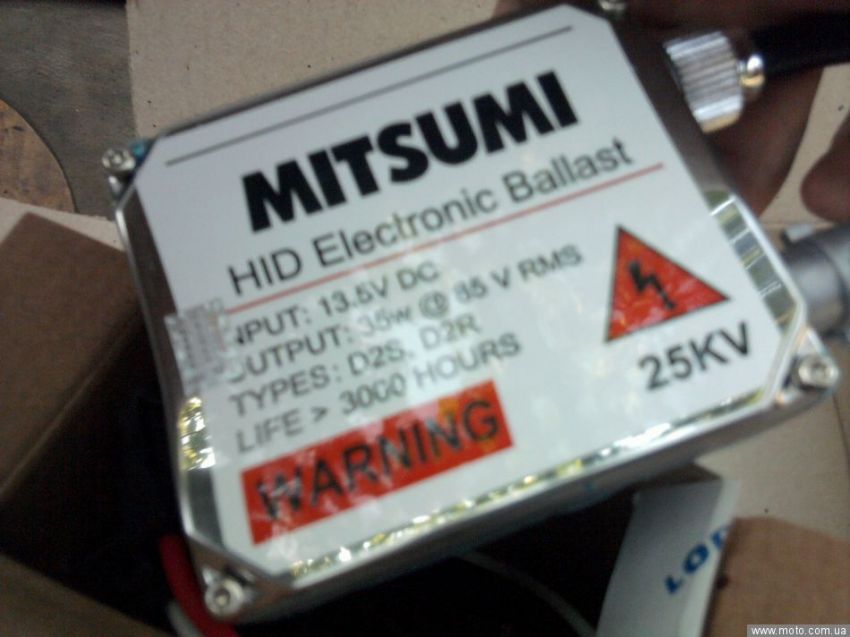 MITSUMI
HID Electronic Ballast
INPUT: 13.5V DC
OUTPUT: 35w @ 85 V RMS
TYPES: D2S, D2R
LIFE > 3000 HOURS
WARNING
25KV
LOD
www.moto.com.ua